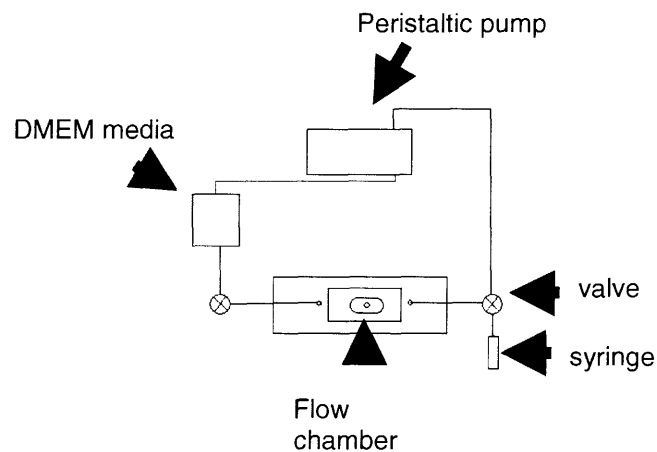 Peristaltic pump
DMEM media
valve
syringe
Flow
chamber